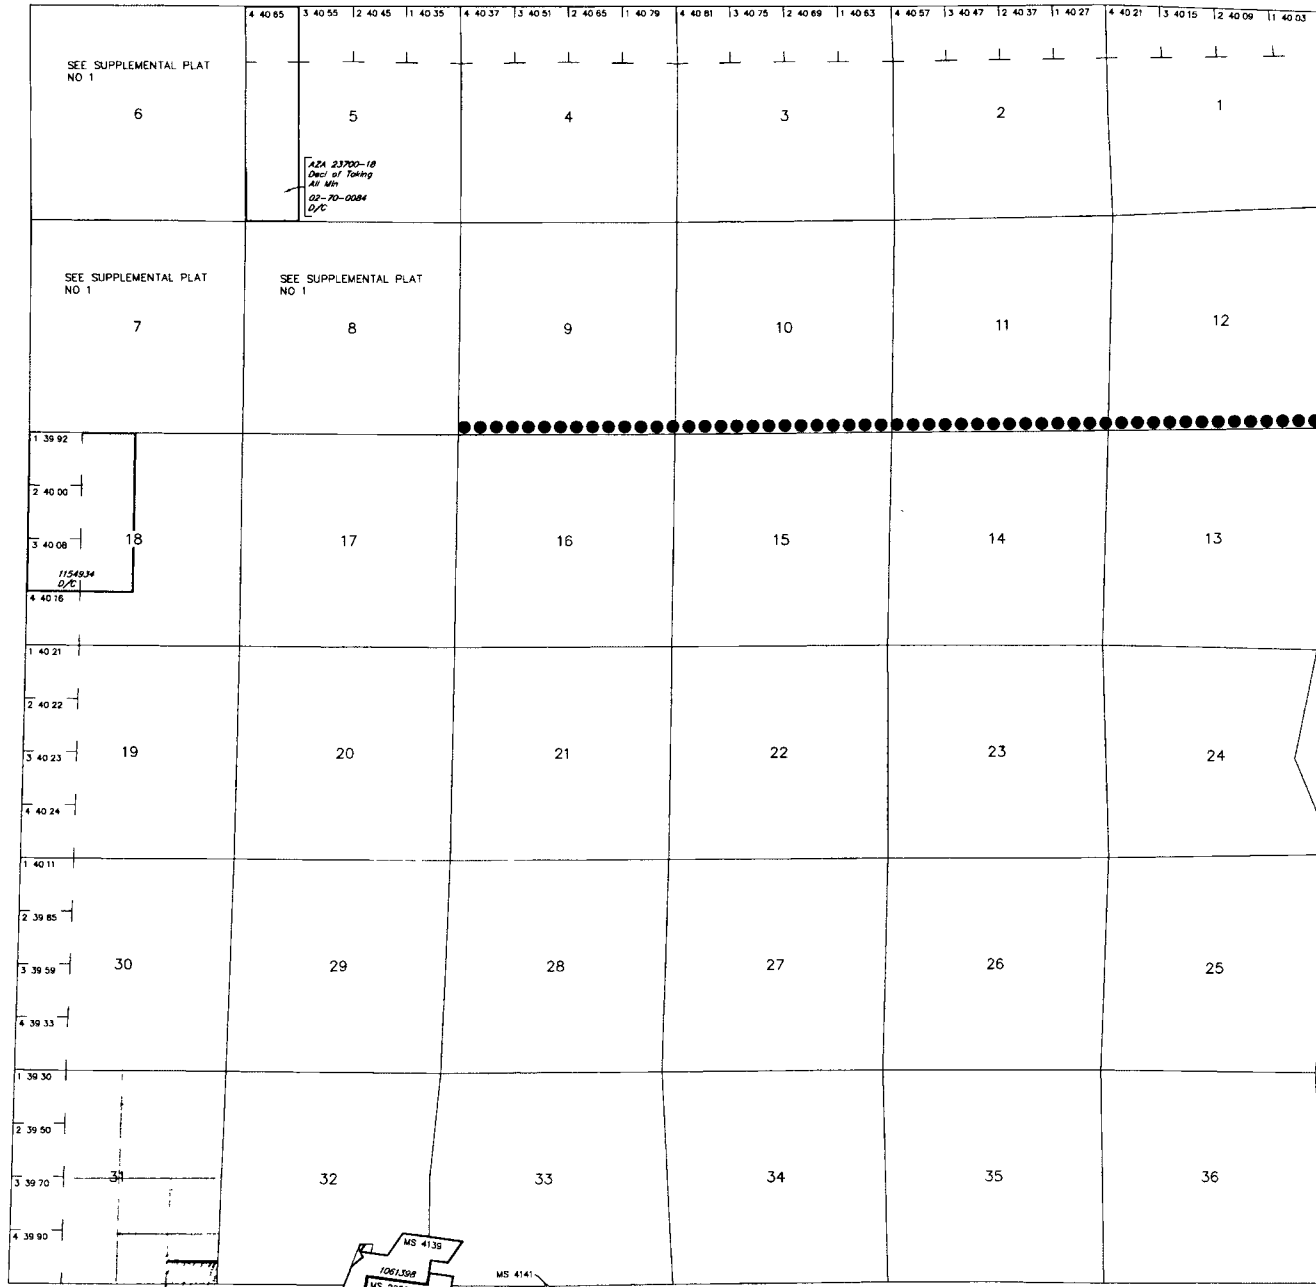 4 40 65 3 40 55 2 40 45 1 40 35 4 40 37 3 40 51 2 40 65 1 40 79 4 40 81 3 40 75 2 40 69 1 40 63 4 40 57 3 40 47 2 40 37 1 40 27 4 40 21 3 40 15 2 40 09 1 40 03
SEE SUPPLEMENTAL PLAT
NO 1
6 5 4 3 2 1
AZA 23700-18
Decl of Taking
All Min
02-70-0084
D/C
SEE SUPPLEMENTAL PLAT
NO 1
SEE SUPPLEMENTAL PLAT
NO 1
7 8 9 10 11 12
1 39 92
2 40 00
3 40 08
18 17 16 15 14 13
1154934
D/C
4 40 16
1 40 21
2 40 22
3 40 23
19 20 21 22 23 24
4 40 24
1 40 11
2 39 85
3 39 59
30 29 28 27 26 25
4 39 33
1 39 30
2 39 50
3 39 70
31 32 33 34 35 36
4 39 90
MS 4139
1061398
MS 4141